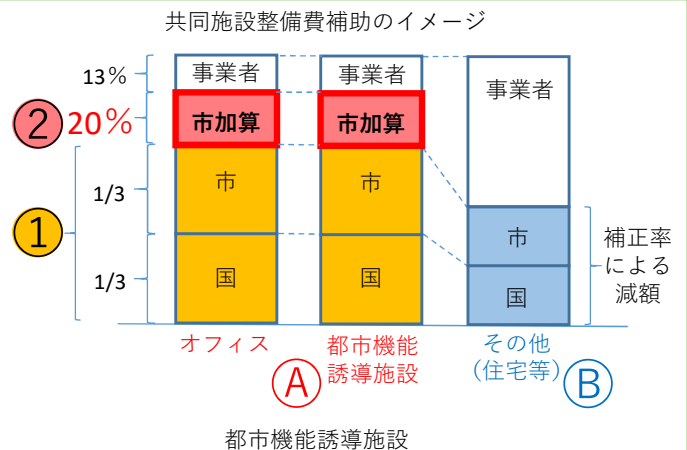 共同施設整備費補助のイメージ
13% 事業者 事業者 事業者
② 20% 市加算 市加算
① 1/3 市 市 市 補正率
による
減額
1/3 国 国 国
オフィス 都市機能
誘導施設 その他
(住宅等)
Ⓐ Ⓑ
都市機能誘導施設